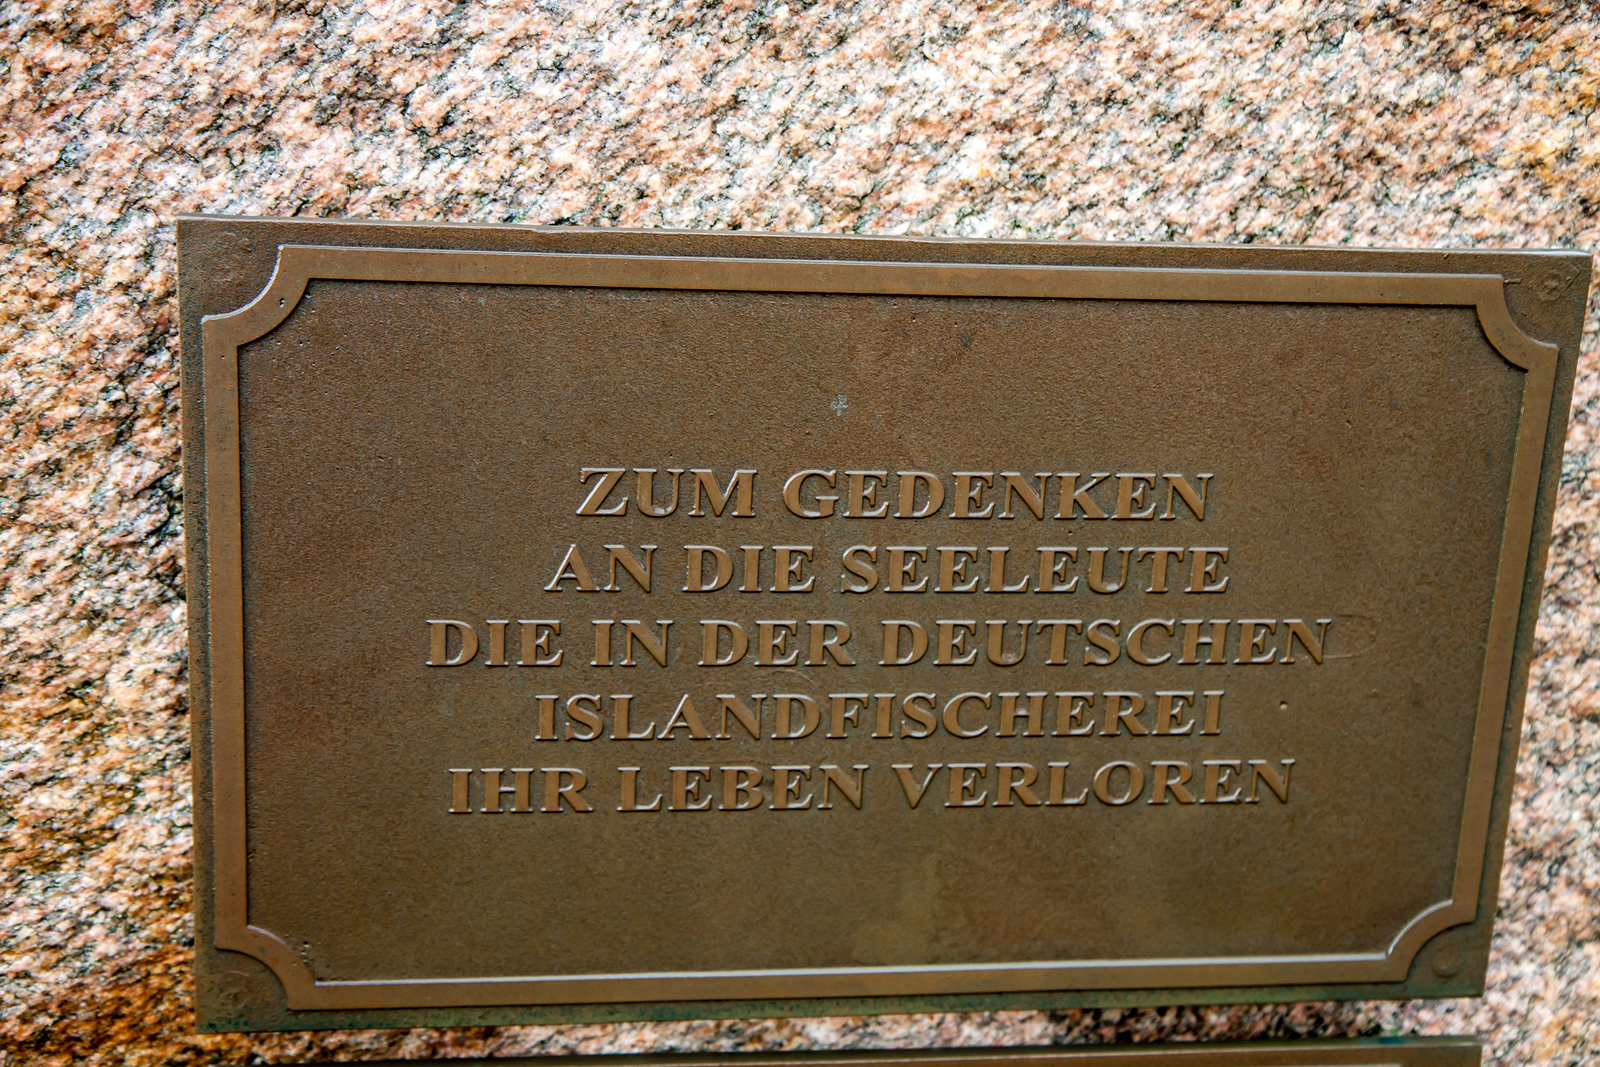 ZUM GEDENKEN
AN DIE SEELEUTE
DIE IN DER DEUTSCHEN
ISLANDFISCHEREI
IHR LEBEN VERLOREN